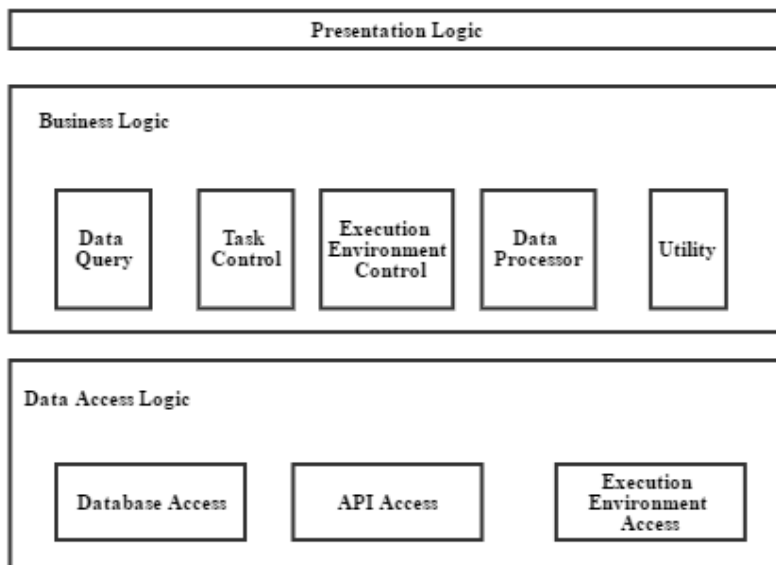 Presentation Logic
Business Logic
Data
Query
Task
Control
Execution
Environment
Control
Data
Processor
Utility
Data Access Logic
Database Access
API Access
Execution
Environment
Access